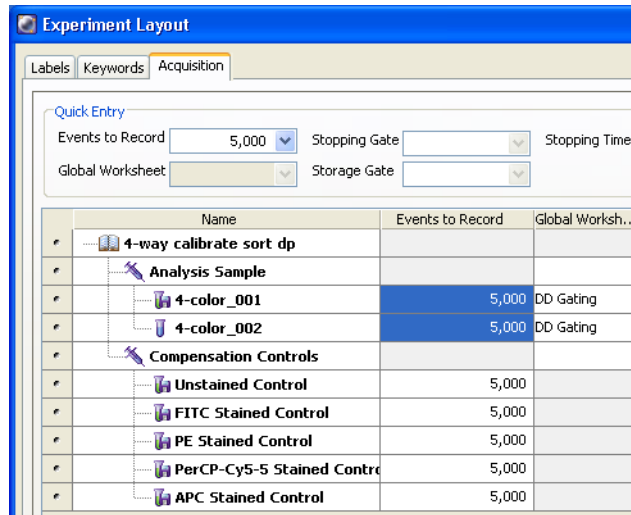 Experiment Layout
Labels Keywords Acquisition
Quick Entry
Events to Record 5,000 Stopping Gate Stopping Time
Global Worksheet Storage Gate
Name Events to Record Global Worksh..
4-way calibrate sort dp
Analysis Sample
4-color_001 5,000 DD Gating
4-color_002 5,000 DD Gating
Compensation Controls
Unstained Control 5,000
FITC Stained Control 5,000
PE Stained Control 5,000
PerCP-Cy5-5 Stained Contro 5,000
APC Stained Control 5,000